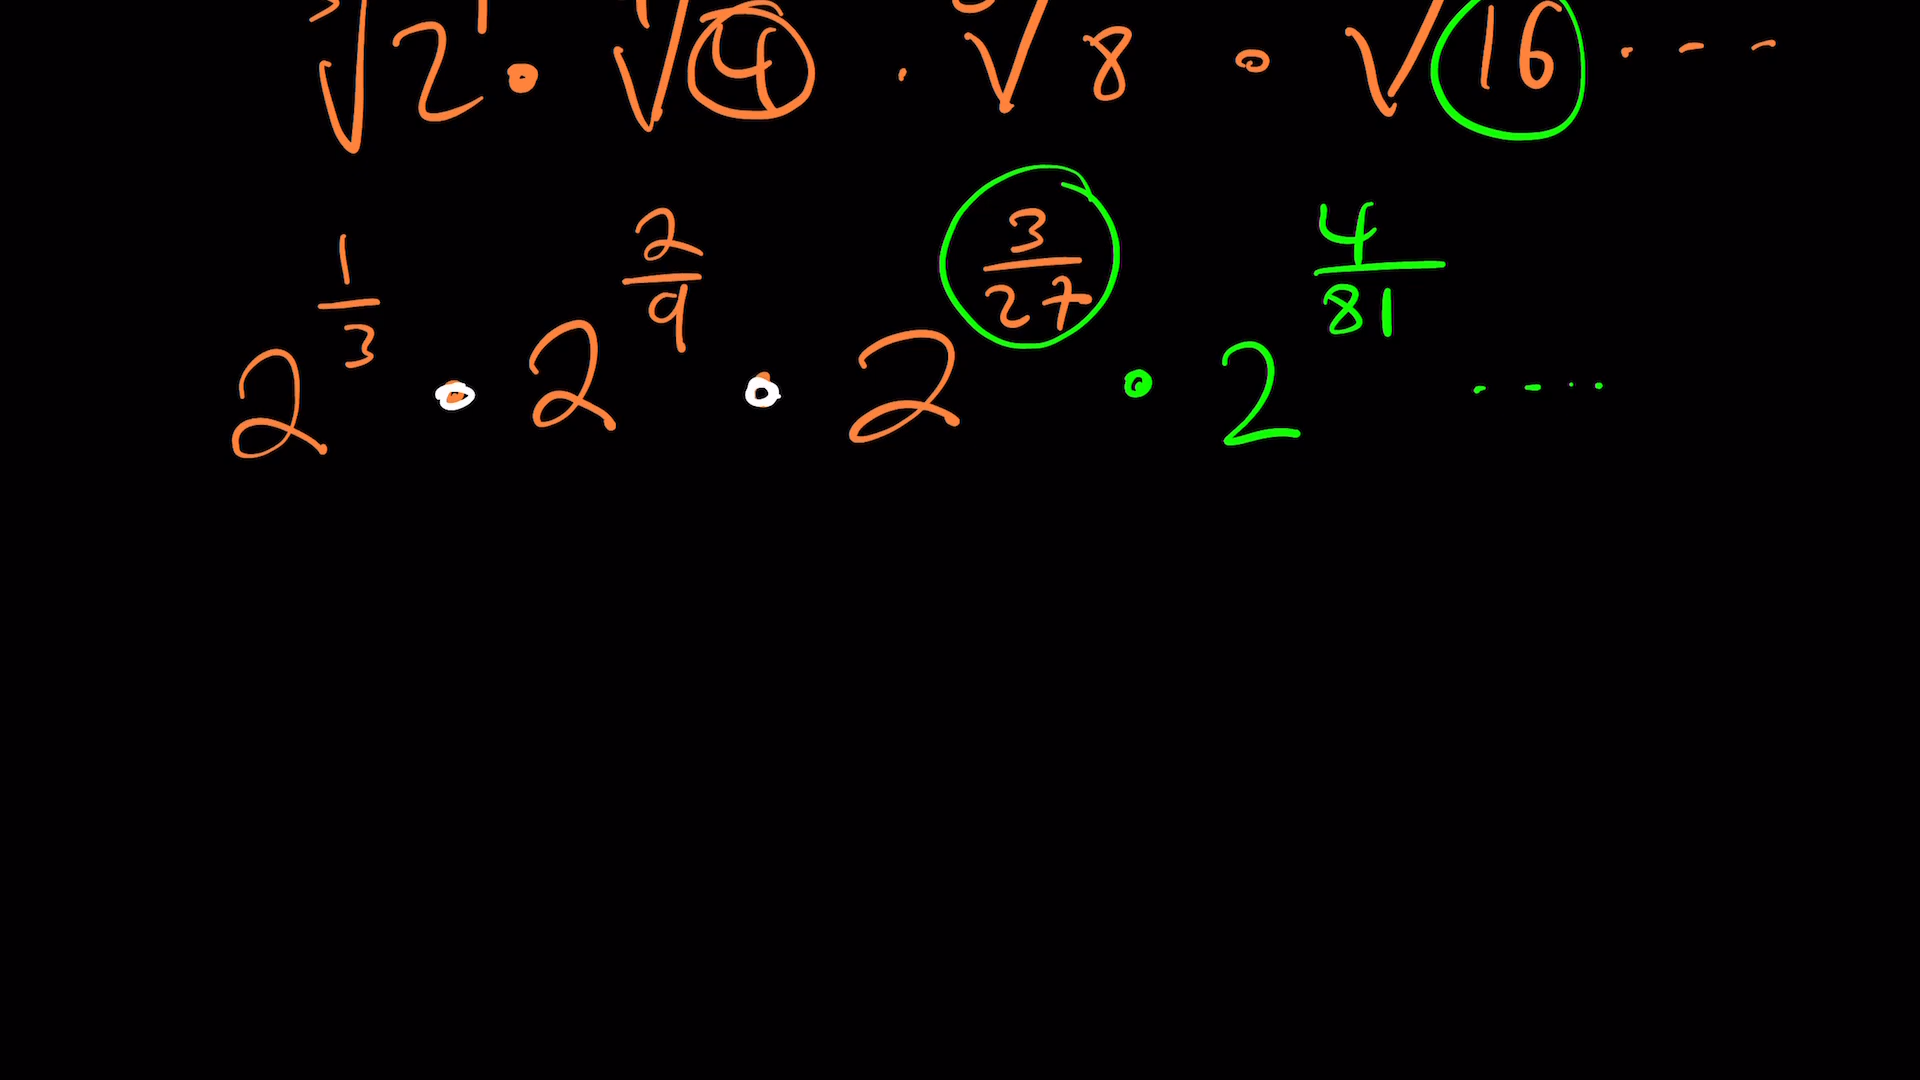 √2 · √4 · √8 · √16 · - -
2^(1/3) · 2^(2/9) · 2^(3/27) · 2^(4/81) · - · ·